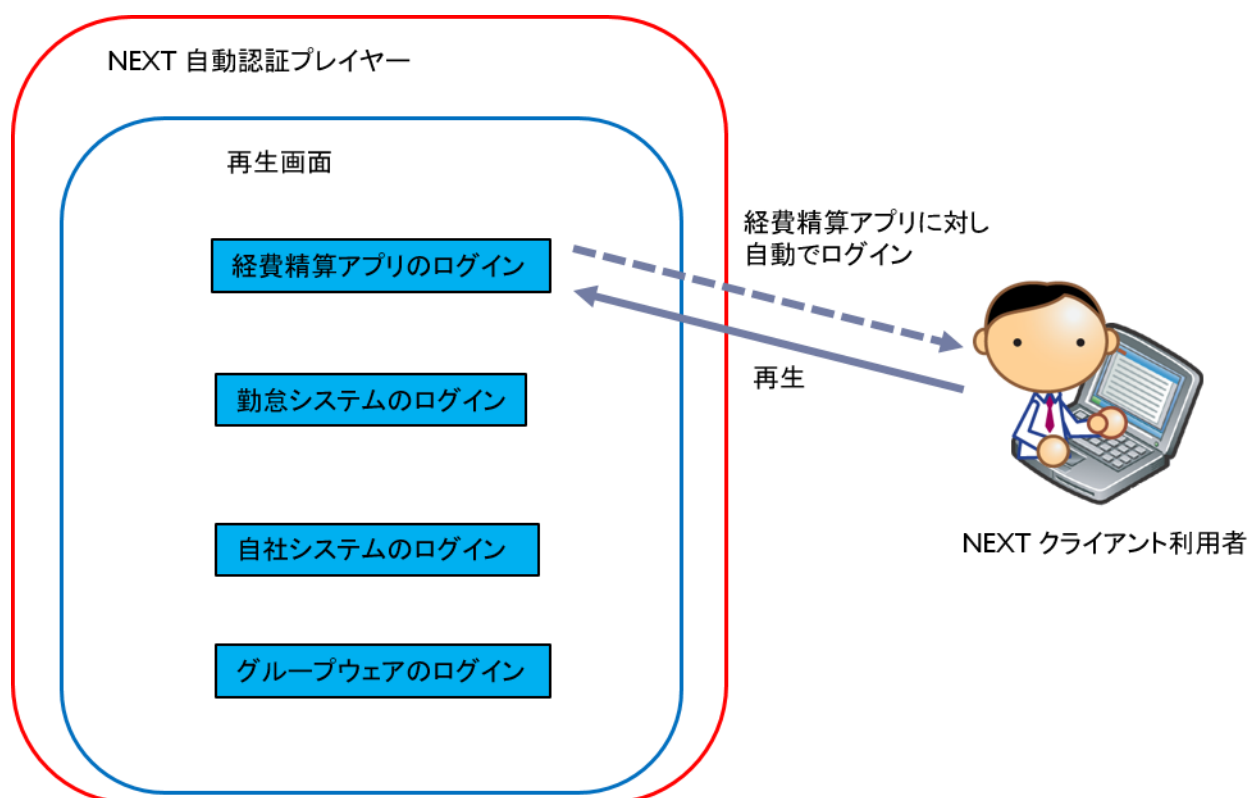 NEXT 自動認証プレイヤー
再生画面
経費精算アプリに対し
自動でログイン
経費精算アプリのログイン
再生
勤怠システムのログイン
自社システムのログイン
NEXT クライアント利用者
グループウェアのログイン